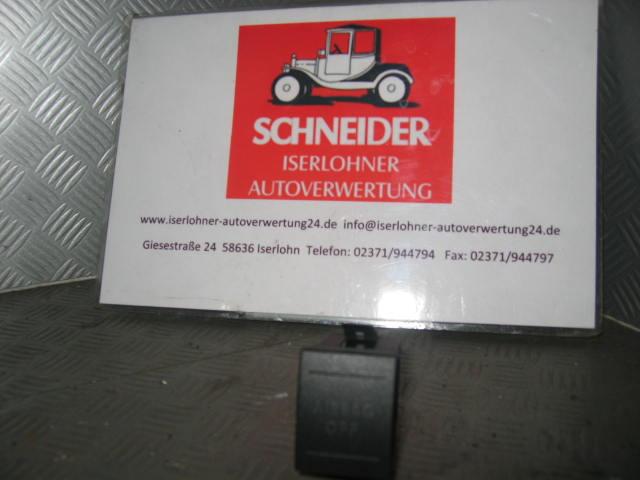 SCHNEIDER
ISERLOHNER
AUTOVERWERTUNG
www.iserlohner-autoverwertung24.de info@iserlohner-autoverwertung24.de
Giesestraße 24 58636 Iserlohn Telefon: 02371/944794 Fax: 02371/944797
AIRBAG
OFF